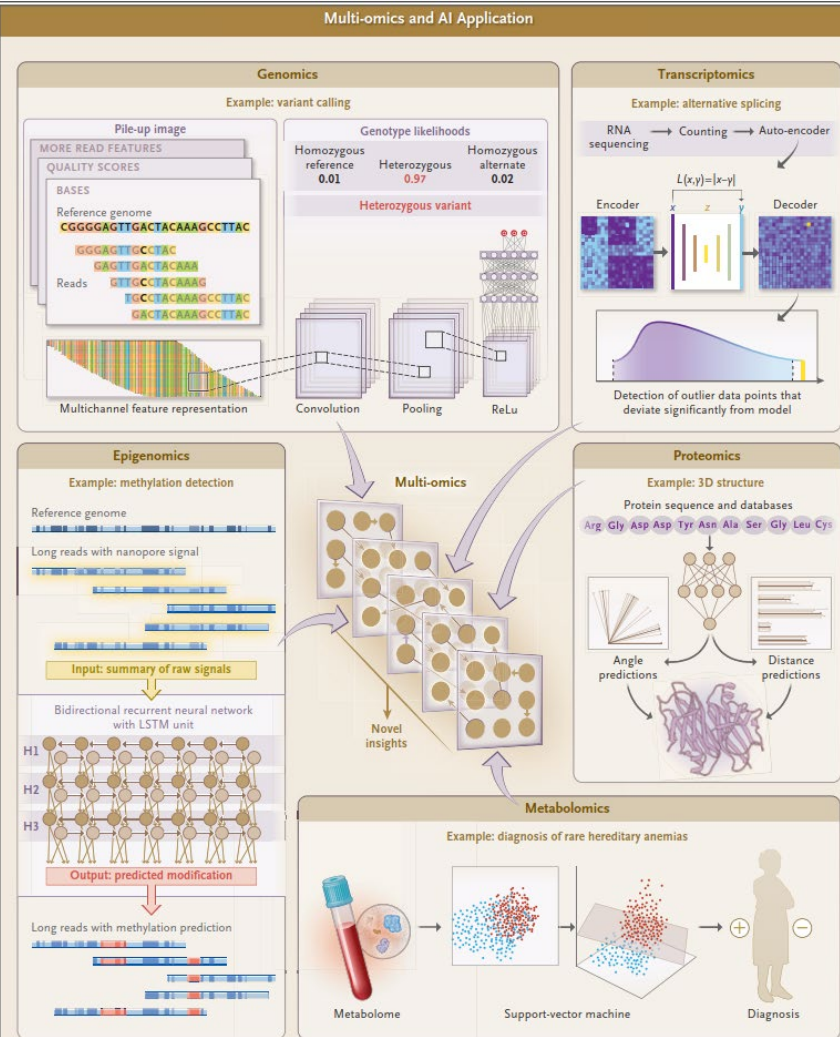 Multi-omics and AI Application
Genomics
Example: variant calling
Pile-up image
MORE READ FEATURES
QUALITY SCORES
BASES
Reference genome
CGGGGAGTTGACTACAAAGCCTTAC
GGGAGTTGCCTAC
GAGTTGACTACAAA
Reads
GTTGCCTACAAAG
TGCCTACAAAGCCTTAC
GACTACAAAGCCTTAC
Multichannel feature representation
Genotype likelihoods
Homozygous
reference
0.01
Heterozygous
0.97
Homozygous
alternate
0.02
Heterozygous variant
Convolution
Pooling
ReLu
Transcriptomics
Example: alternative splicing
RNA
sequencing
Counting
Auto-encoder
L(x,y)=|x−y|
Encoder
x
z
y
Decoder
Detection of outlier data points that
deviate significantly from model
Epigenomics
Example: methylation detection
Reference genome
Long reads with nanopore signal
Input: summary of raw signals
Bidirectional recurrent neural network
with LSTM unit
H1
H2
H3
Output: predicted modification
Long reads with methylation prediction
Multi-omics
Novel
insights
Proteomics
Example: 3D structure
Protein sequence and databases
Arg Gly Asp Asp Tyr Asn Ala Ser Gly Leu Cys
Angle
predictions
Distance
predictions
Metabolomics
Example: diagnosis of rare hereditary anemias
Metabolome
Support-vector machine
+
−
Diagnosis